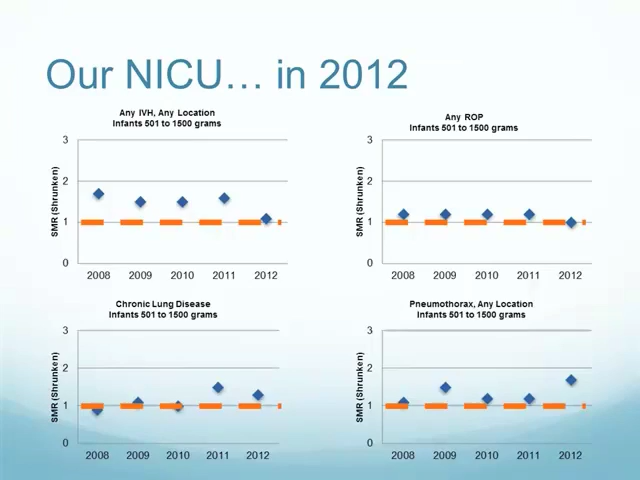 Our NICU… in 2012
Any IVH, Any Location
Infants 501 to 1500 grams
SMR (Shrunken)
3
2
1
0
2008 2009 2010 2011 2012
Any ROP
Infants 501 to 1500 grams
SMR (Shrunken)
3
2
1
0
2008 2009 2010 2011 2012
Chronic Lung Disease
Infants 501 to 1500 grams
SMR (Shrunken)
3
2
1
0
2008 2009 2010 2011 2012
Pneumothorax, Any Location
Infants 501 to 1500 grams
SMR (Shrunken)
3
2
1
0
2008 2009 2010 2011 2012